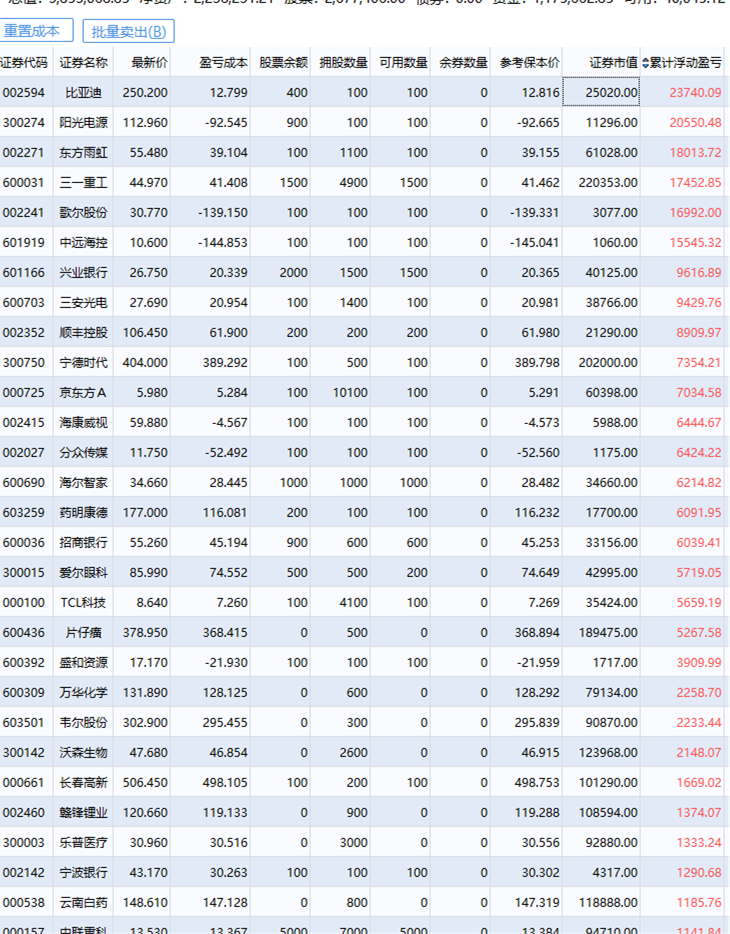 重置成本 批量卖出(B)
证券代码 证券名称 最新价 盈亏成本 股票余额 拥股数量 可用数量 余券数量 参考保本价 证券市值 累计浮动盈亏
002594 比亚迪 250.200 12.799 400 100 100 0 12.816 25020.00 23740.09
300274 阳光电源 112.960 -92.545 900 100 100 0 -92.665 11296.00 20550.48
002271 东方雨虹 55.480 39.104 100 1100 100 0 39.155 61028.00 18013.72
600031 三一重工 44.970 41.408 1500 4900 1500 0 41.462 220353.00 17452.85
002241 歌尔股份 30.770 -139.150 100 100 100 0 -139.331 3077.00 16992.00
601919 中远海控 10.600 -144.853 100 100 100 0 -145.041 1060.00 15545.32
601166 兴业银行 26.750 20.339 2000 1500 1500 0 20.365 40125.00 9616.89
600703 三安光电 27.690 20.954 100 1400 100 0 20.981 38766.00 9429.76
002352 顺丰控股 106.450 61.900 200 200 200 0 61.980 21290.00 8909.97
300750 宁德时代 404.000 389.292 100 500 100 0 389.798 202000.00 7354.21
000725 京东方A 5.980 5.284 100 10100 100 0 5.291 60398.00 7034.58
002415 海康威视 59.880 -4.567 100 100 100 0 -4.573 5988.00 6444.67
002027 分众传媒 11.750 -52.492 100 100 100 0 -52.560 1175.00 6424.22
600690 海尔智家 34.660 28.445 1000 1000 1000 0 28.482 34660.00 6214.82
603259 药明康德 177.000 116.081 200 100 100 0 116.232 17700.00 6091.95
600036 招商银行 55.260 45.194 900 600 600 0 45.253 33156.00 6039.41
300015 爱尔眼科 85.990 74.552 500 500 200 0 74.649 42995.00 5719.05
000100 TCL科技 8.640 7.260 100 4100 100 0 7.269 35424.00 5659.19
600436 片仔癀 378.950 368.415 0 500 0 0 368.894 189475.00 5267.58
600392 盛和资源 17.170 -21.930 100 100 100 0 -21.959 1717.00 3909.99
600309 万华化学 131.890 128.125 0 600 0 0 128.292 79134.00 2258.70
603501 韦尔股份 302.900 295.455 0 300 0 0 295.839 90870.00 2233.44
300142 沃森生物 47.680 46.854 0 2600 0 0 46.915 123968.00 2148.07
000661 长春高新 506.450 498.105 100 200 100 0 498.753 101290.00 1669.02
002460 赣锋锂业 120.660 119.133 0 900 0 0 119.288 108594.00 1374.07
300003 乐普医疗 30.960 30.516 0 3000 0 0 30.556 92880.00 1333.24
002142 宁波银行 43.170 30.263 100 100 100 0 30.302 4317.00 1290.68
000538 云南白药 148.610 147.128 0 800 0 0 147.319 118888.00 1185.76
000157 中联重科 13.530 13.367 5000 7000 5000 0 13.384 94710.00 1141.84